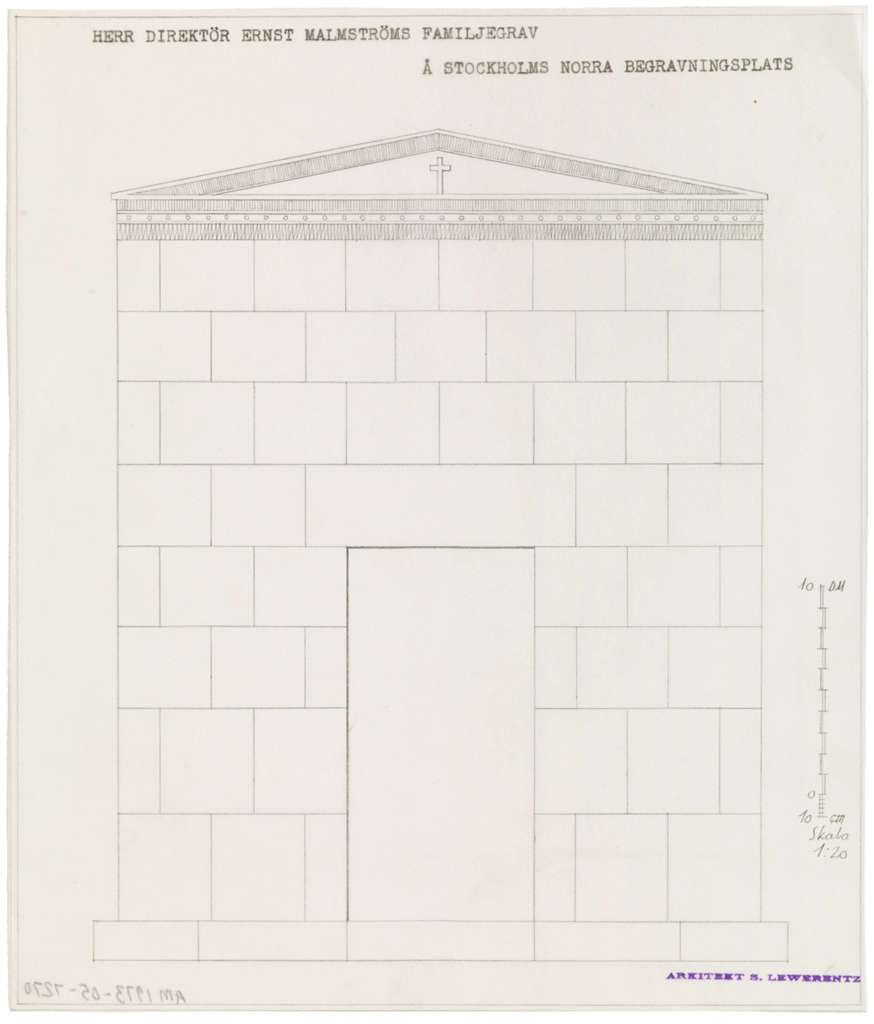 HERR DIREKTÖR ERNST MALMSTRÖMS FAMILJEGRAV
Å STOCKHOLMS NORRA BEGRAVNINGSPLATS
10 DM
0
10 cm
Skala
1:20
ARKITEKT S. LEWERENTZ
AM 1973-05-7270